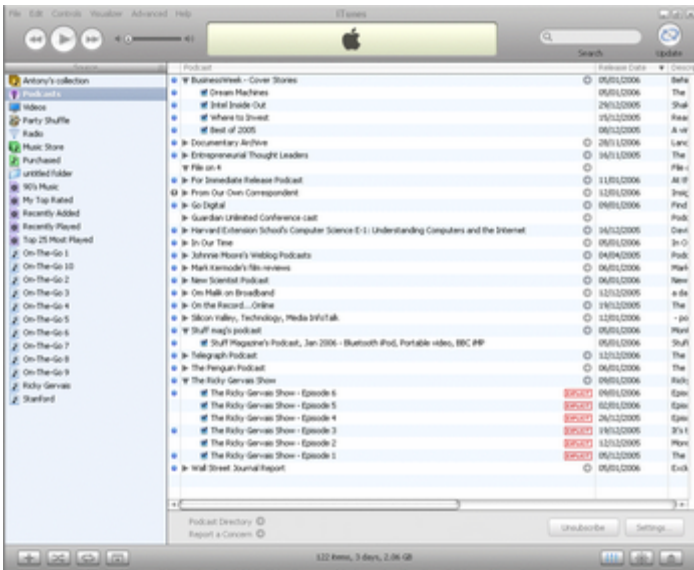 File Edit Controls Visualizer Advanced Help
iTunes
Search
Update
Source
Podcast Release Date
Antony's collection
Podcasts
Videos
Party Shuffle
Radio
Music Store
Purchased
untitled folder
90's Music
My Top Rated
Recently Added
Recently Played
Top 25 Most Played
On-The-Go 1
On-The-Go 10
On-The-Go 2
On-The-Go 3
On-The-Go 4
On-The-Go 5
On-The-Go 6
On-The-Go 7
On-The-Go 8
On-The-Go 9
Ricky Gervais
Stanford
BusinessWeek - Cover Stories 05/01/2006
Dream Machines 05/01/2006 The
Intel Inside Out 29/12/2005
Where to Invest 15/12/2005
Best of 2005 08/12/2005
Documentary Archive 28/11/2006
Entrepreneurial Thought Leaders 16/11/2005 The
File on 4
For Immediate Release Podcast 11/01/2006
From Our Own Correspondent 12/01/2006
Go Digital 09/01/2006 Find
Guardian Unlimited Conference cast
Harvard Extension School's Computer Science E-1: Understanding Computers and the Internet 16/12/2005
In Our Time 05/01/2006
Johnnie Moore's Weblog Podcasts 04/04/2005
Mark Kermode's film reviews 06/01/2006
New Scientist Podcast 06/01/2006
Om Malik on Broadband 12/12/2005
On the Record...Online 19/12/2005 The
Silicon Valley, Technology, Media InfoTalk 12/01/2006
Stuff mag's podcast 05/01/2006
Stuff Magazine's Podcast, Jan 2006 - Bluetooth iPod, Portable video, BBC iMP 05/01/2006
Telegraph Podcast 12/12/2005 The
The Penguin Podcast 06/01/2006 The
The Ricky Gervais Show 09/01/2006
The Ricky Gervais Show - Episode 6 EXPLICIT 09/01/2006
The Ricky Gervais Show - Episode 5 EXPLICIT 02/01/2006
The Ricky Gervais Show - Episode 4 EXPLICIT 26/12/2005
The Ricky Gervais Show - Episode 3 EXPLICIT 19/12/2005
The Ricky Gervais Show - Episode 2 EXPLICIT 12/12/2005
The Ricky Gervais Show - Episode 1 EXPLICIT 05/12/2005 The
Wall Street Journal Report 05/01/2006
Podcast Directory
Report a Concern
Unsubscribe Settings...
122 items, 3 days, 2.06 GB